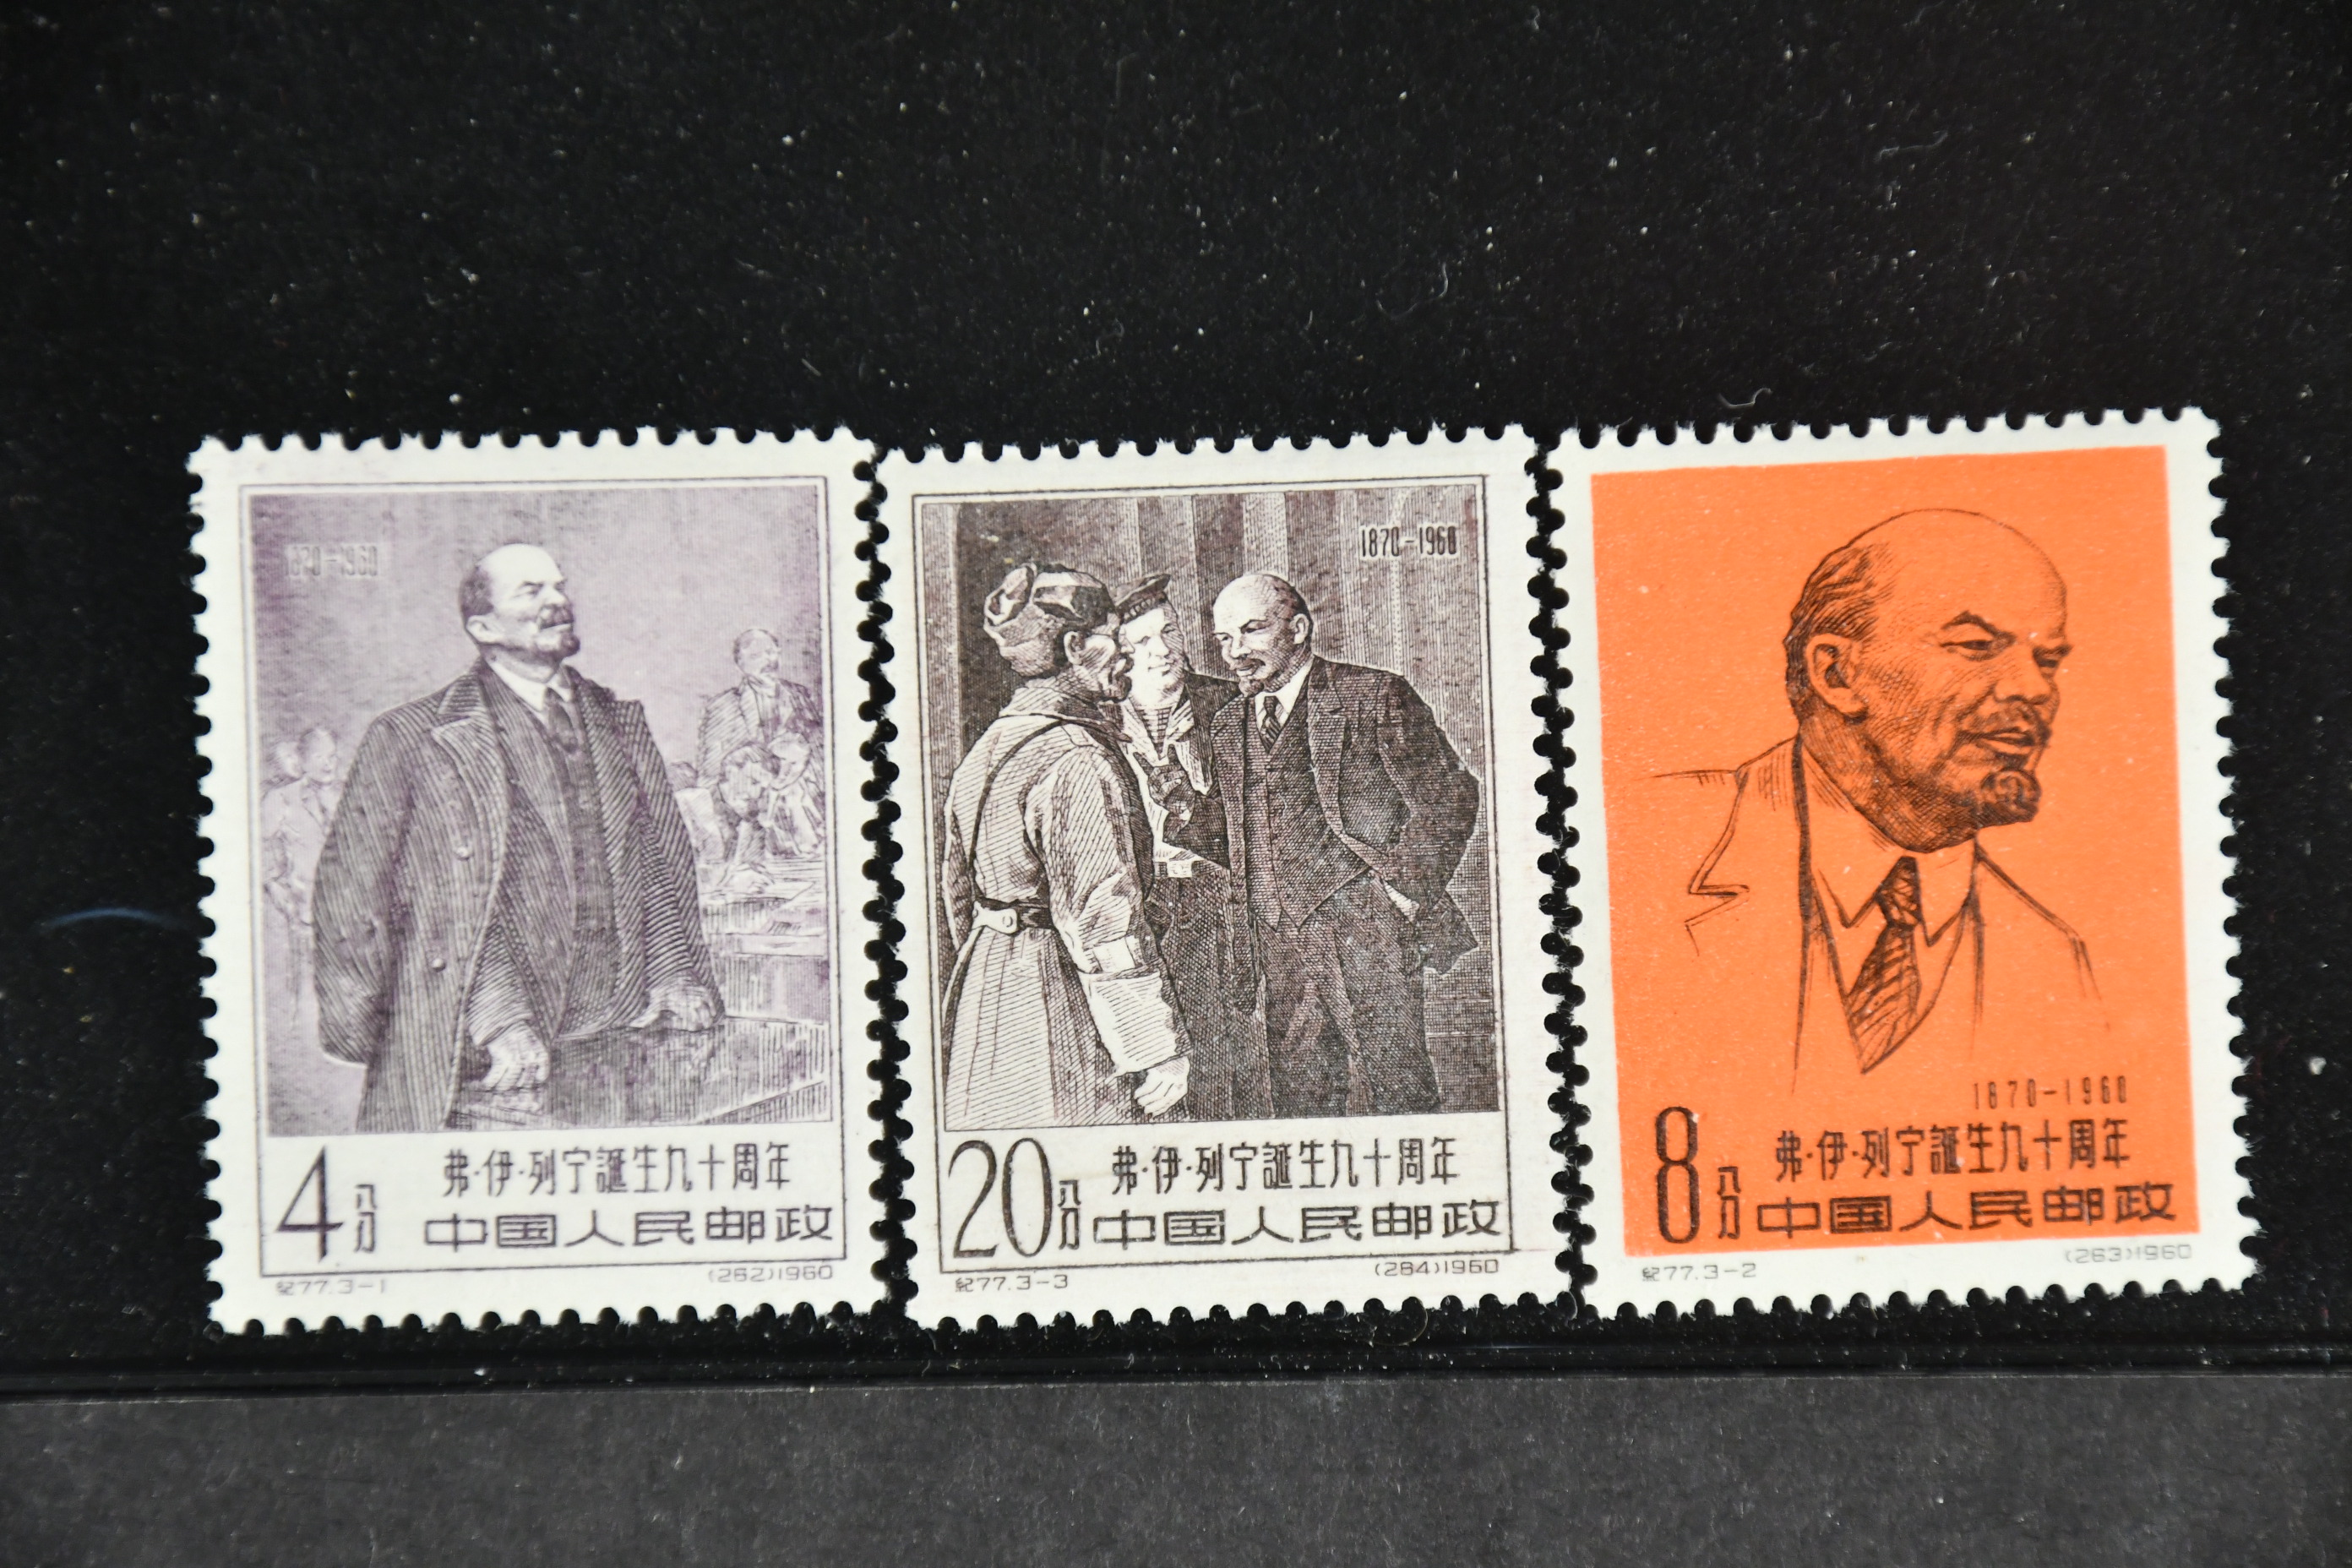 1870-1960
4分
弗·伊·列宁誕生九十周年
中国人民邮政
紀77.3-1
(262)1960
1870-1960
20分
弗·伊·列宁誕生九十周年
中国人民邮政
紀77.3-3
(264)1960
1870-1960
8分
弗·伊·列宁誕生九十周年
中国人民邮政
紀77.3-2
(263)1960